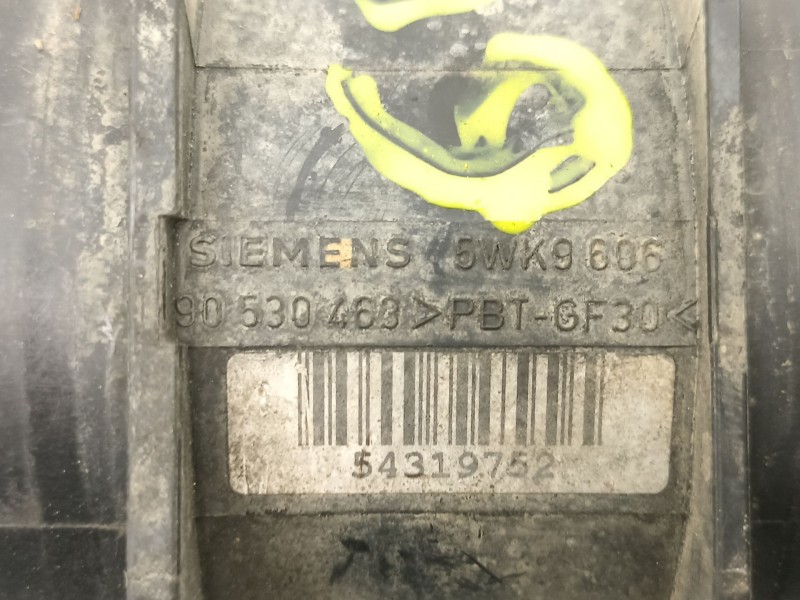 SIEMENS 5WK9 606
90 530 463 >PBT-GF30<
54319752